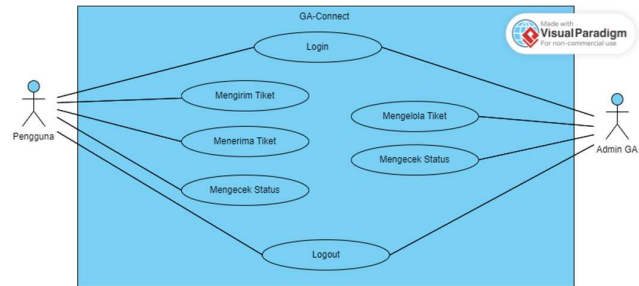 GA-Connect
Made with
Visual Paradigm
For non-commercial use
Login
Mengirim Tiket
Mengelola Tiket
Pengguna
Menerima Tiket
Admin GA
Mengecek Status
Mengecek Status
Logout